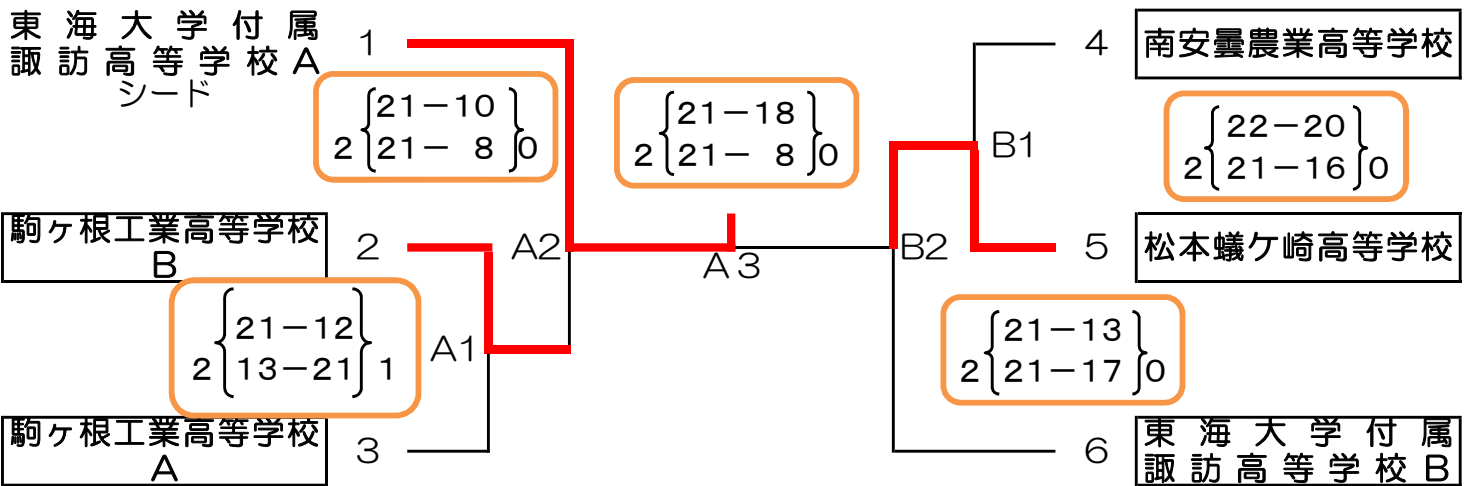 東海大学付属
諏訪高等学校A
シード
1
2{21－10
21－ 8}0
駒ヶ根工業高等学校
B
2
2{21－12
13－21}1
A1
A2
駒ヶ根工業高等学校
A
3
2{21－18
21－ 8}0
A3
4
南安曇農業高等学校
B1
2{22－20
21－16}0
5
松本蟻ケ崎高等学校
B2
2{21－13
21－17}0
6
東海大学付属
諏訪高等学校B